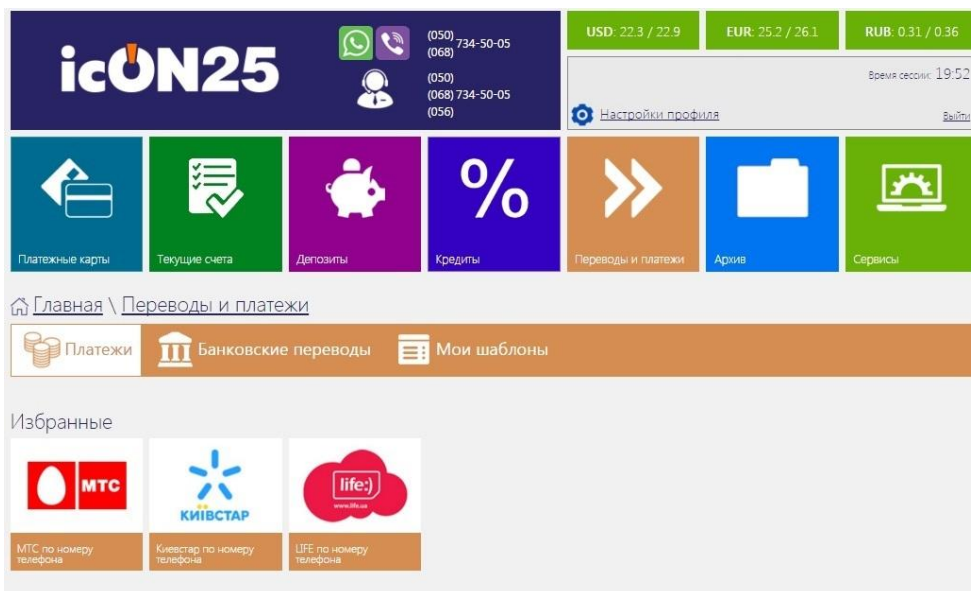 icON25
(050)
(068) 734-50-05
(050)
(068) 734-50-05
(056)
USD: 22.3 / 22.9
EUR: 25.2 / 26.1
RUB: 0.31 / 0.36
Время сессии: 19:52
Настройки профиля
Выйти
Платежные карты
Текущие счета
Депозиты
%
Кредиты
Переводы и платежи
Архив
Сервисы
Главная \ Переводы и платежи
Платежи
Банковские переводы
Мои шаблоны
Избранные
МТС
КИЇВСТАР
life:)
www.life.ua
МТС по номеру
телефона
Киевстар по номеру
телефона
LIFE по номеру
телефона